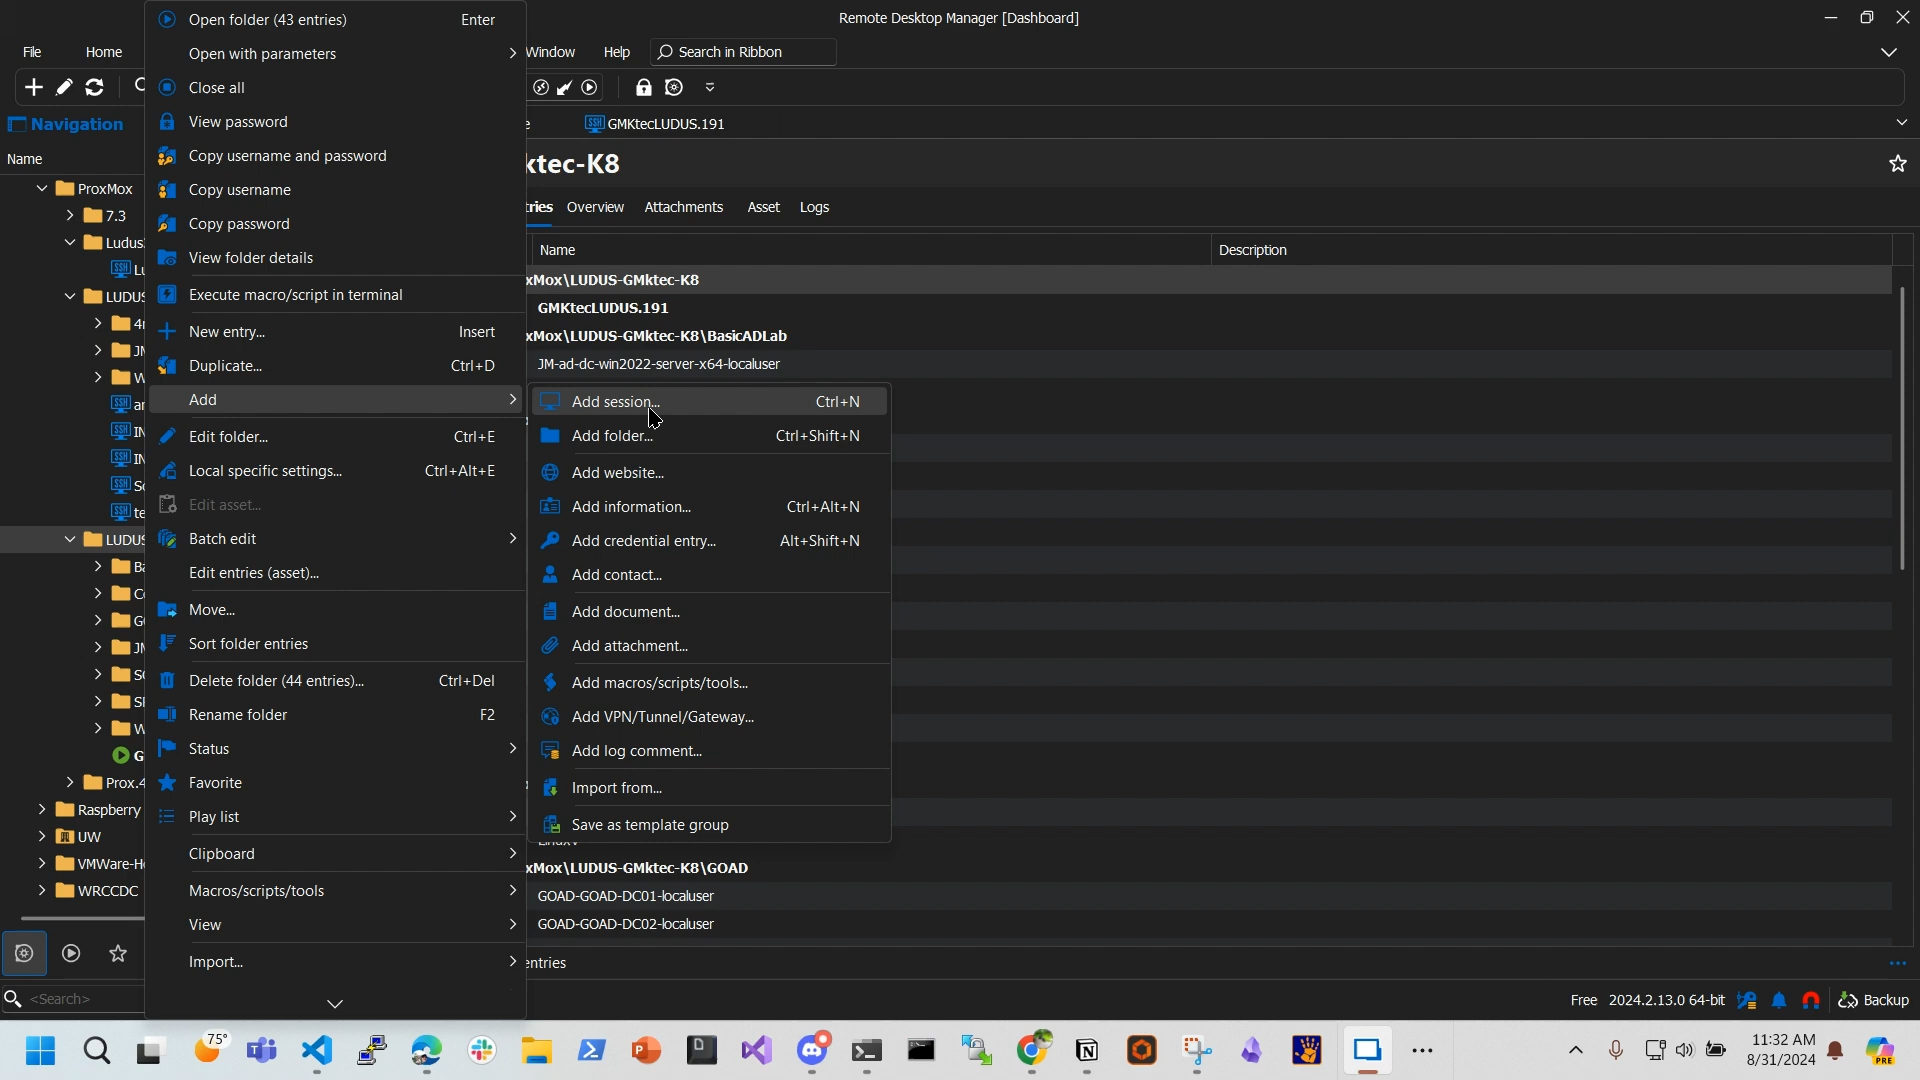 Remote Desktop Manager [Dashboard]
File Home Window Help Search in Ribbon
Navigation
Name
ProxMox
7.3
Ludus
LUDUS
LUDUS
Prox.4
Raspberry
UW
VMWare-H
WRCCDC
<Search>
Open folder (43 entries) Enter
Open with parameters
Close all
View password
Copy username and password
Copy username
Copy password
View folder details
Execute macro/script in terminal
New entry... Insert
Duplicate... Ctrl+D
Add
Edit folder... Ctrl+E
Local specific settings... Ctrl+Alt+E
Edit asset...
Batch edit
Edit entries (asset)...
Move...
Sort folder entries
Delete folder (44 entries)... Ctrl+Del
Rename folder F2
Status
Favorite
Play list
Clipboard
Macros/scripts/tools
View
Import...
Add session... Ctrl+N
Add folder... Ctrl+Shift+N
Add website...
Add information... Ctrl+Alt+N
Add credential entry... Alt+Shift+N
Add contact...
Add document...
Add attachment...
Add macros/scripts/tools...
Add VPN/Tunnel/Gateway...
Add log comment...
Import from...
Save as template group
GMKtecLUDUS.191
ktec-K8
tries Overview Attachments Asset Logs
Name Description
xMox\LUDUS-GMktec-K8
GMKtecLUDUS.191
xMox\LUDUS-GMktec-K8\BasicADLab
JM-ad-dc-win2022-server-x64-localuser
xMox\LUDUS-GMktec-K8\GOAD
GOAD-GOAD-DC01-localuser
GOAD-GOAD-DC02-localuser
entries
Free 2024.2.13.0 64-bit Backup
75°
11:32 AM
8/31/2024
PRE